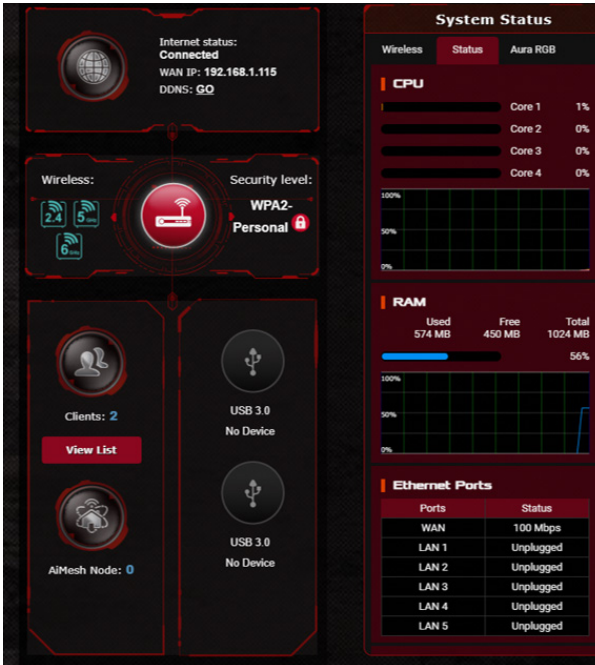 Internet status:
Connected
WAN IP: 192.168.1.115
DDNS: GO
Wireless:
2.4
5 GHz
6 GHz
Security level:
WPA2-
Personal
Clients: 2
View List
AiMesh Node: 0
USB 3.0
No Device
USB 3.0
No Device
System Status
Wireless Status Aura RGB
CPU
Core 1 1%
Core 2 0%
Core 3 0%
Core 4 0%
100%
50%
0%
RAM
Used Free Total
574 MB 450 MB 1024 MB
56%
100%
50%
0%
Ethernet Ports
Ports Status
WAN 100 Mbps
LAN 1 Unplugged
LAN 2 Unplugged
LAN 3 Unplugged
LAN 4 Unplugged
LAN 5 Unplugged